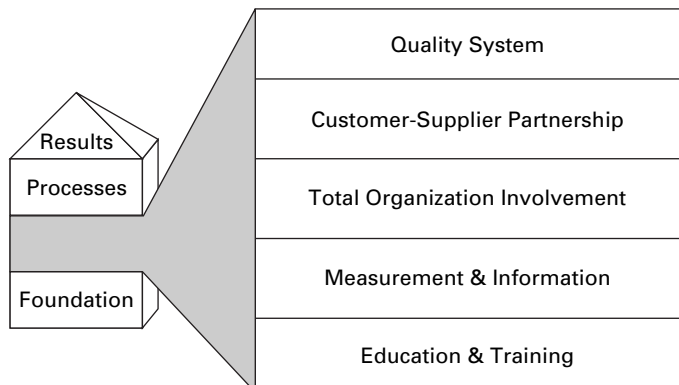 Results
Processes
Foundation
Quality System
Customer-Supplier Partnership
Total Organization Involvement
Measurement & Information
Education & Training